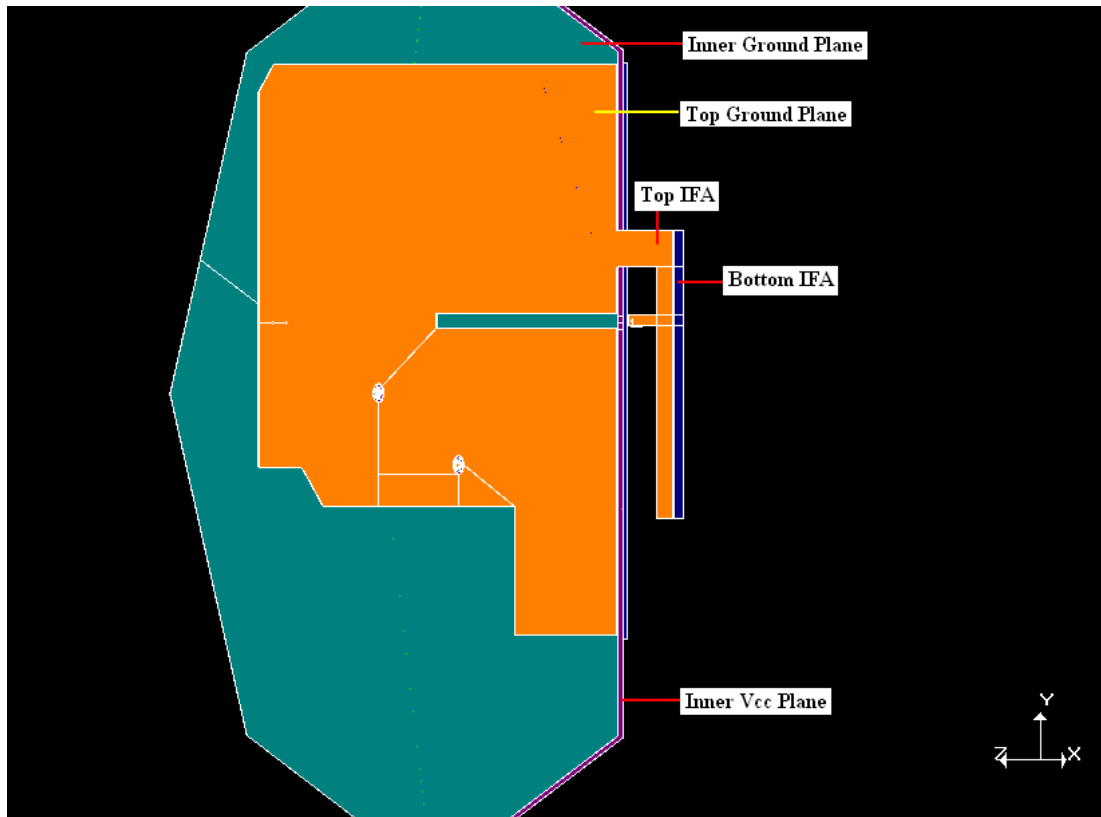 Inner Ground Plane
Top Ground Plane
Top IFA
Bottom IFA
Inner Vcc Plane
Y
Z X